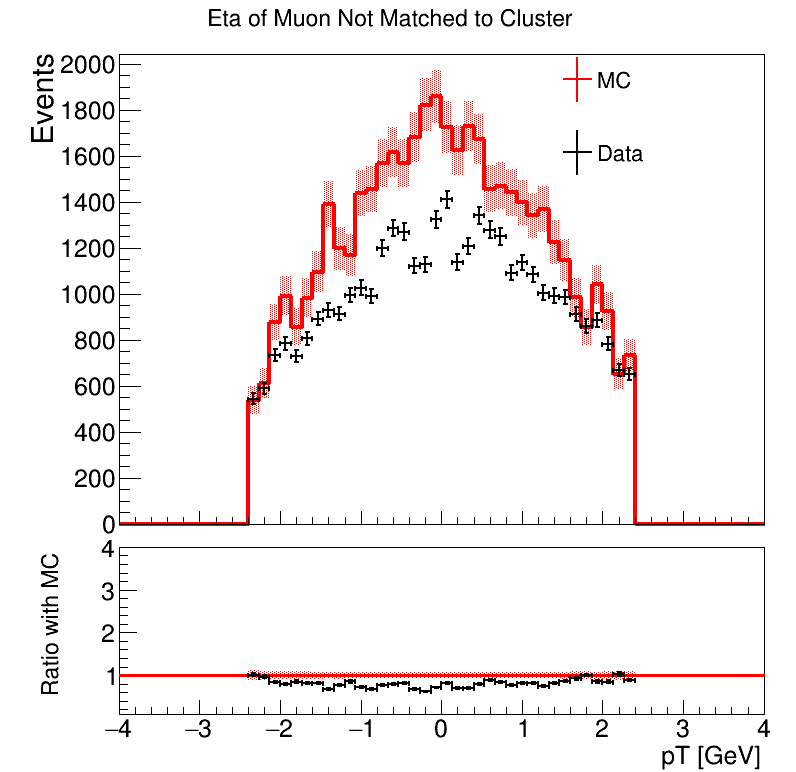 Eta of Muon Not Matched to Cluster
Events
2000
1800
1600
1400
1200
1000
800
600
400
200
0
MC
Data
Ratio with MC
4
3
2
1
−4 −3 −2 −1 0 1 2 3 4
pT [GeV]